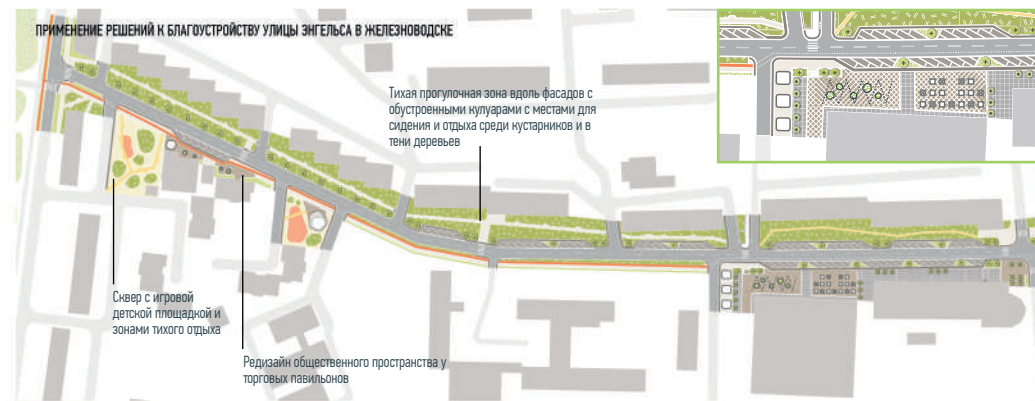 ПРИМЕНЕНИЕ РЕШЕНИЙ К БЛАГОУСТРОЙСТВУ УЛИЦЫ ЭНГЕЛЬСА В ЖЕЛЕЗНОВОДСКЕ
Тихая прогулочная зона вдоль фасадов с
обустроенными кулуарами с местами для
сидения и отдыха среди кустарников и в
тени деревьев
Сквер с игровой
детской площадкой и
зонами тихого отдыха
Редизайн общественного пространства у
торговых павильонов